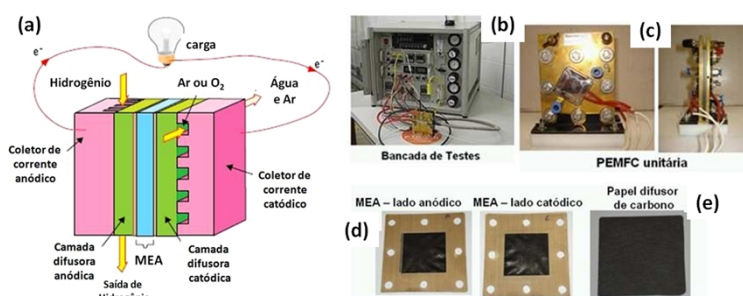 (a)
e⁻
carga
e⁻
Hidrogênio
Ar ou O₂
Água
e Ar
Coletor de
corrente
anódico
Coletor de
corrente
catódico
Camada
difusora
anódica
MEA
Camada
difusora
catódica
Saída de
Hidrogênio
(b)
Bancada de Testes
(c)
PEMFC unitária
MEA – lado anódico
MEA – lado catódico
Papel difusor
de carbono
(d)
(e)